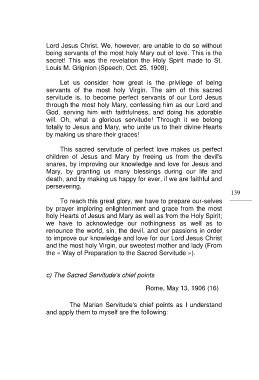 Lord Jesus Christ. We, however, are unable to do so without
being servants of the most holy Mary out of love. This is the
secret! This was the revelation the Holy Spirit made to St.
Louis M. Grignion (Speech, Oct. 25, 1908).
Let us consider how great is the privilege of being
servants of the most holy Virgin. The aim of this sacred
servitude is, to become perfect servants of our Lord Jesus
through the most holy Mary, confessing him as our Lord and
God, serving him with faithfulness, and doing his adorable
will. Oh, what a glorious servitude! Through it we belong
totally to Jesus and Mary, who unite us to their divine Hearts
by making us share their graces!
This sacred servitude of perfect love makes us perfect
children of Jesus and Mary by freeing us from the devil's
snares, by improving our knowledge and love for Jesus and
Mary, by granting us many blessings during our life and
death, and by making us happy for ever, if we are faithful and
persevering.
139
To reach this great glory, we have to prepare our-selves
by prayer imploring enlightenment and grace from the most
holy Hearts of Jesus and Mary as well as from the Holy Spirit;
we have to acknowledge our nothingness as well as to
renounce the world, sin, the devil, and our passions in order
to improve our knowledge and love for our Lord Jesus Christ
and the most holy Virgin, our sweetest mother and lady (From
the « Way of Preparation to the Sacred Servitude »).
c) The Sacred Servitude's chief points
Rome, May 13, 1906 (16)
The Marian Servitude's chief points as I understand
and apply them to myself are the following: